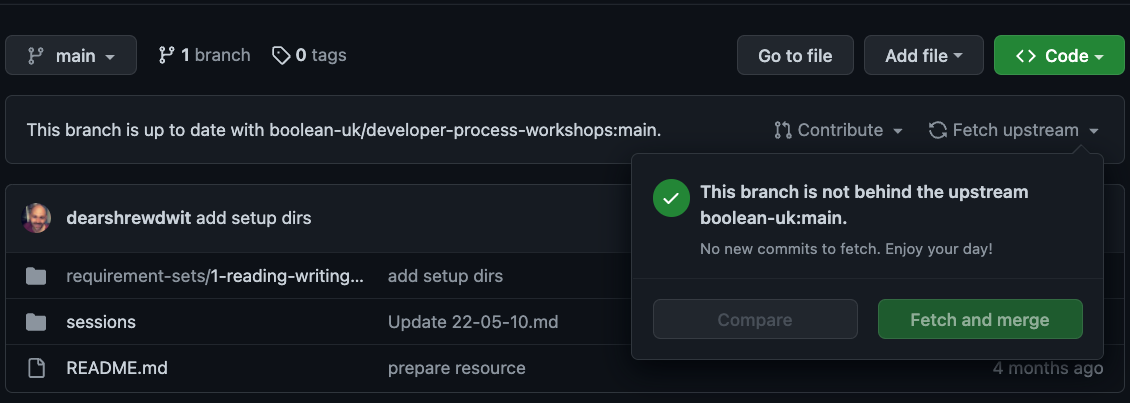 main 1 branch 0 tags Go to file Add file Code
This branch is up to date with boolean-uk/developer-process-workshops:main. Contribute Fetch upstream
This branch is not behind the upstream
boolean-uk:main.
No new commits to fetch. Enjoy your day!
Compare Fetch and merge
dearshrewdwit add setup dirs
requirement-sets/1-reading-writing... add setup dirs
sessions Update 22-05-10.md
README.md prepare resource 4 months ago